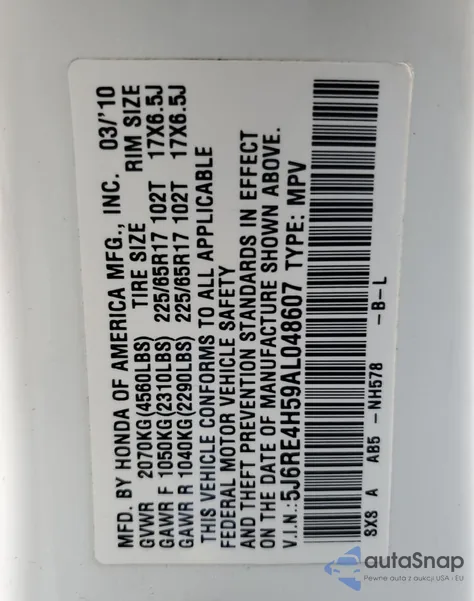 MFD. BY HONDA OF AMERICA MFG., INC. 03/'10
GVWR 2070KG(4560LBS) TIRE SIZE RIM SIZE
GAWR F 1050KG(2310LBS) 225/65R17 102T 17X6.5J
GAWR R 1040KG(2290LBS) 225/65R17 102T 17X6.5J
THIS VEHICLE CONFORMS TO ALL APPLICABLE
FEDERAL MOTOR VEHICLE SAFETY
AND THEFT PREVENTION STANDARDS IN EFFECT
ON THE DATE OF MANUFACTURE SHOWN ABOVE.
V.I.N.:5J6RE4H59AL048607 TYPE: MPV
8X8 A AB5 -NH578 -B-L
autoSnap
Pewne auto z aukcji USA i EU